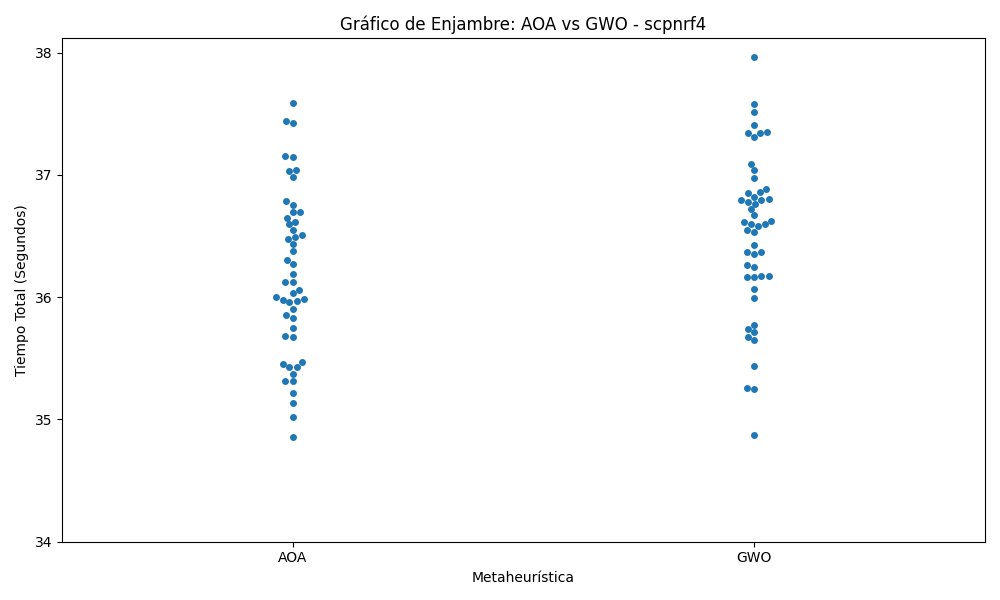 Gráfico de Enjambre: AOA vs GWO - scpnrf4
38
37
36
35
34
Tiempo Total (Segundos)
AOA
GWO
Metaheurística